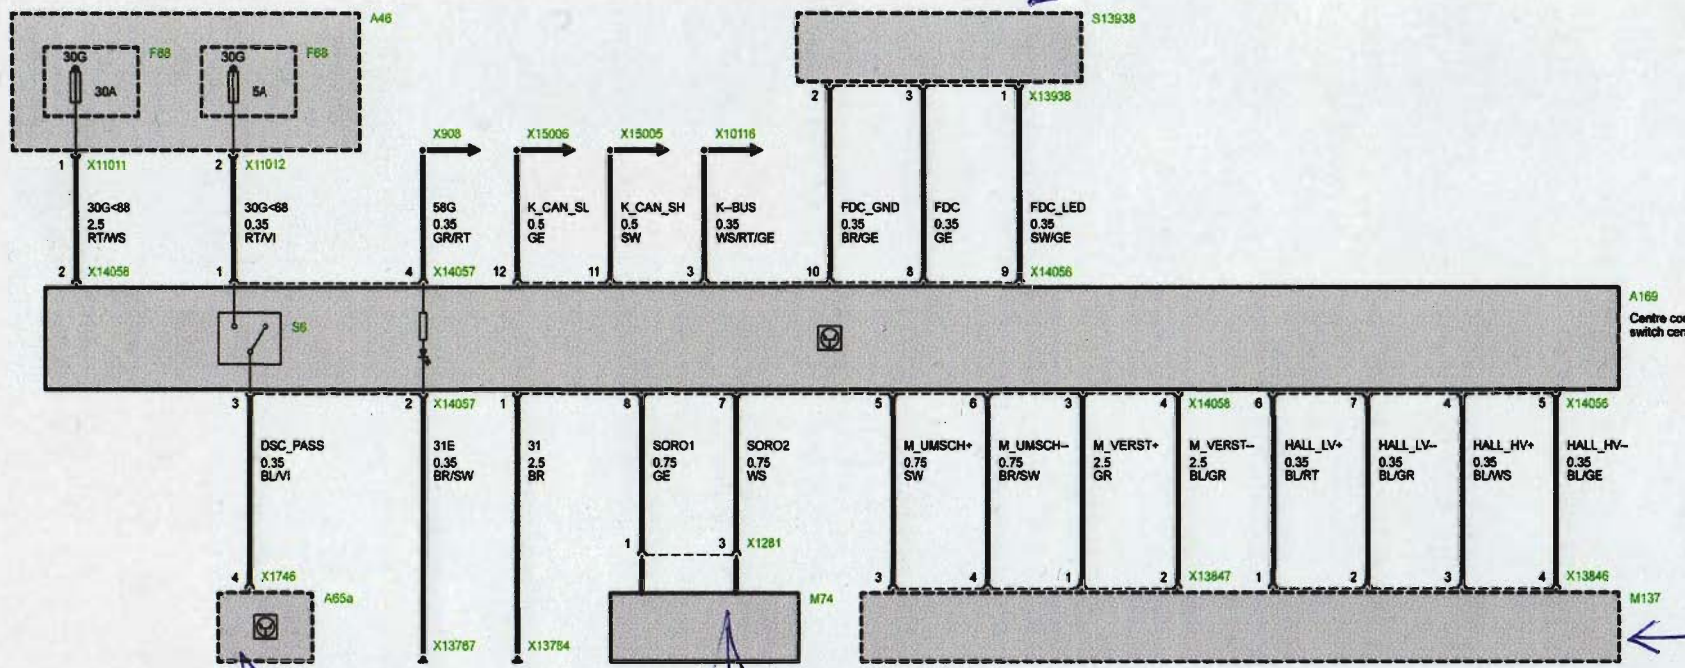 A46
S13938
F88
F68
30G
30G
30A
5A
2
3
1
X13938
X908
X15006
X15005
X10116
1
X11011
2
X11012
30G<88
2.5
RT/WS
30G<68
0.35
RT/VI
58G
0.35
GR/RT
K_CAN_SL
0.5
GE
K_CAN_SH
0.5
SW
K--BUS
0.35
WS/RT/GE
FDC_GND
0.35
BR/GE
FDC
0.35
GE
FDC_LED
0.35
SW/GE
2
X14058
1
4
X14057
12
11
3
10
8
9
X14056
A169
Centre con
switch cen
S6
3
2
X14057
1
8
7
5
6
3
4
X14058
6
7
4
5
X14056
DSC_PASS
0.35
BL/VI
31E
0.35
BR/SW
31
2.5
BR
SORO1
0.75
GE
SORO2
0.75
WS
M_UMSCH+
0.75
SW
M_UMSCH--
0.75
BR/SW
M_VERST+
2.5
GR
M_VERST--
2.5
BL/GR
HALL_LV+
0.35
BL/RT
HALL_LV--
0.35
BL/GR
HALL_HV+
0.35
BL/WS
HALL_HV--
0.35
BL/GE
1
3
X1281
4
X1746
3
4
1
2
X13847
1
2
3
4
X13846
A65a
M74
M137
X13767
X13784